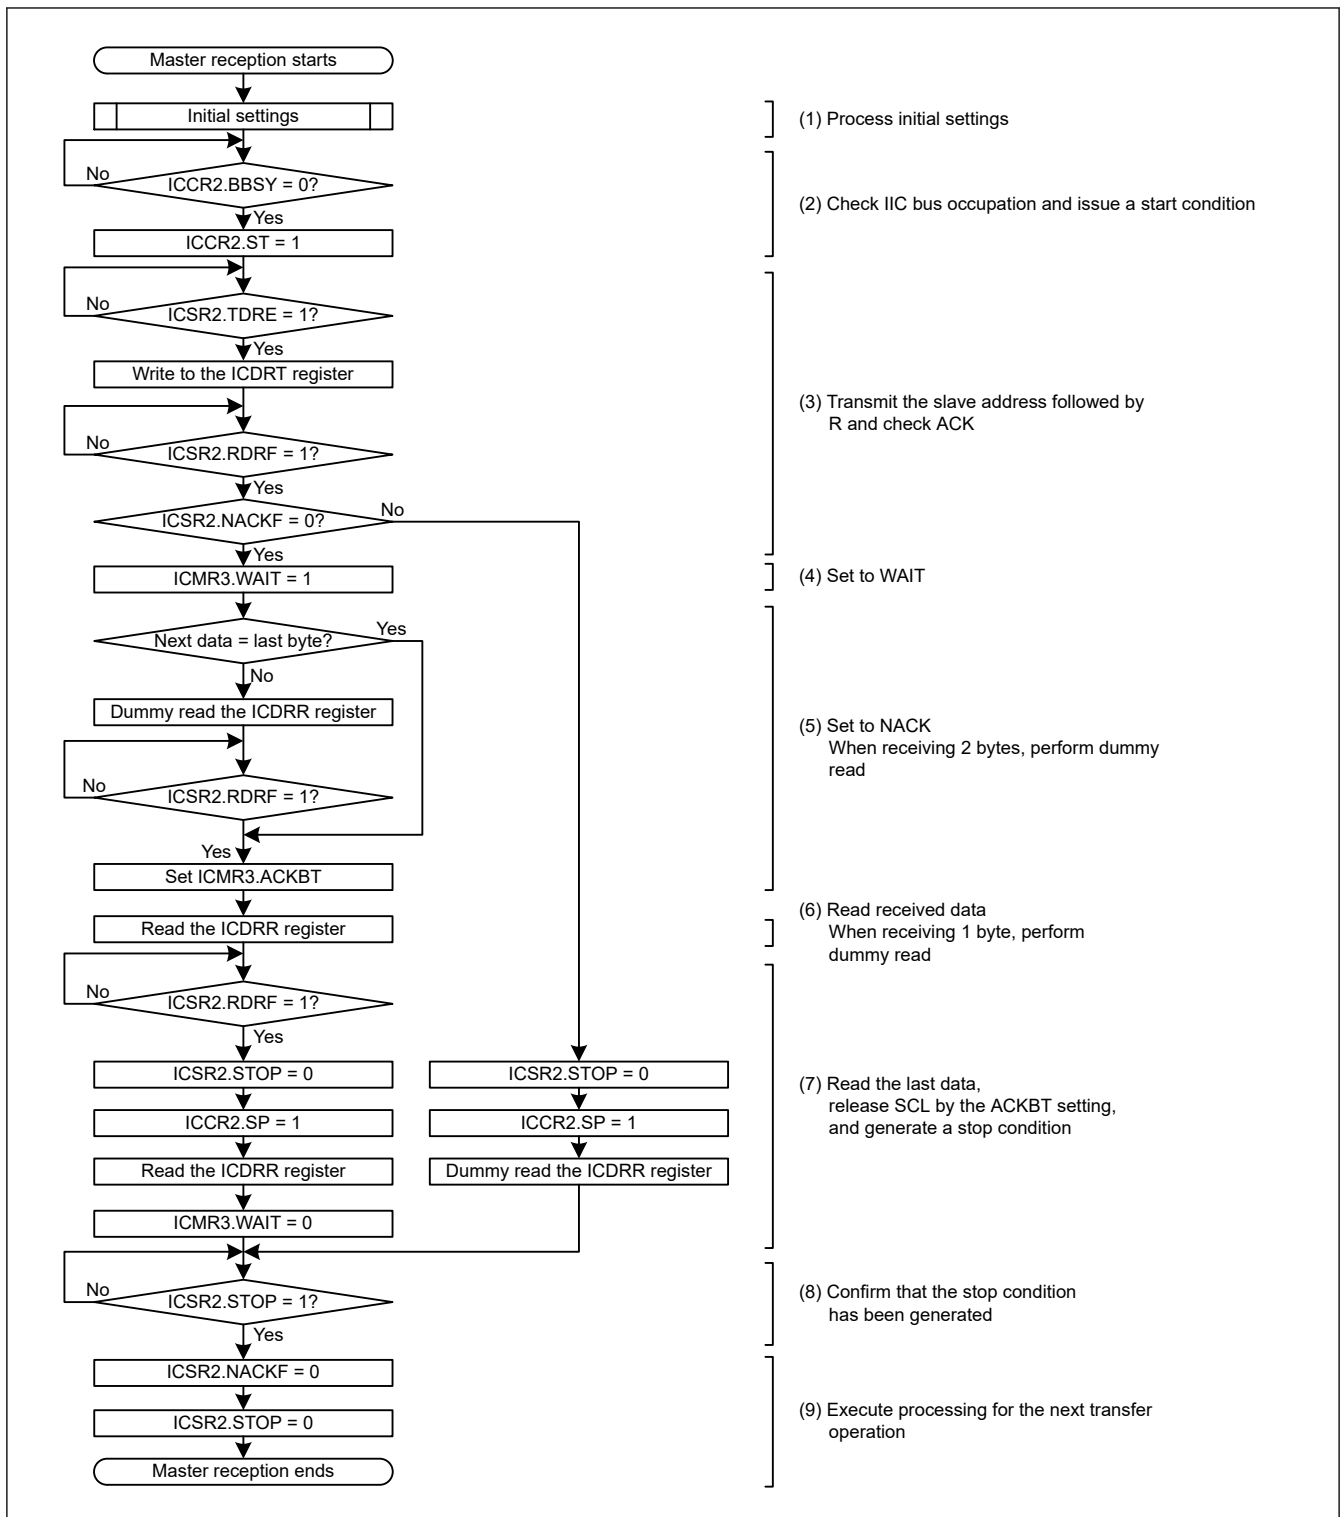 Master reception starts
Initial settings
(1) Process initial settings
No
ICCR2.BBSY = 0?
Yes
ICCR2.ST = 1
(2) Check IIC bus occupation and issue a start condition
No
ICSR2.TDRE = 1?
Yes
Write to the ICDRT register
No
ICSR2.RDRF = 1?
Yes
ICSR2.NACKF = 0?
No
Yes
(3) Transmit the slave address followed by
R and check ACK
ICMR3.WAIT = 1
(4) Set to WAIT
Next data = last byte?
Yes
No
Dummy read the ICDRR register
No
ICSR2.RDRF = 1?
Yes
Set ICMR3.ACKBT
(5) Set to NACK
When receiving 2 bytes, perform dummy
read
Read the ICDRR register
(6) Read received data
When receiving 1 byte, perform
dummy read
No
ICSR2.RDRF = 1?
Yes
ICSR2.STOP = 0
ICCR2.SP = 1
Read the ICDRR register
ICMR3.WAIT = 0
ICSR2.STOP = 0
ICCR2.SP = 1
Dummy read the ICDRR register
(7) Read the last data,
release SCL by the ACKBT setting,
and generate a stop condition
No
ICSR2.STOP = 1?
Yes
(8) Confirm that the stop condition
has been generated
ICSR2.NACKF = 0
ICSR2.STOP = 0
(9) Execute processing for the next transfer
operation
Master reception ends